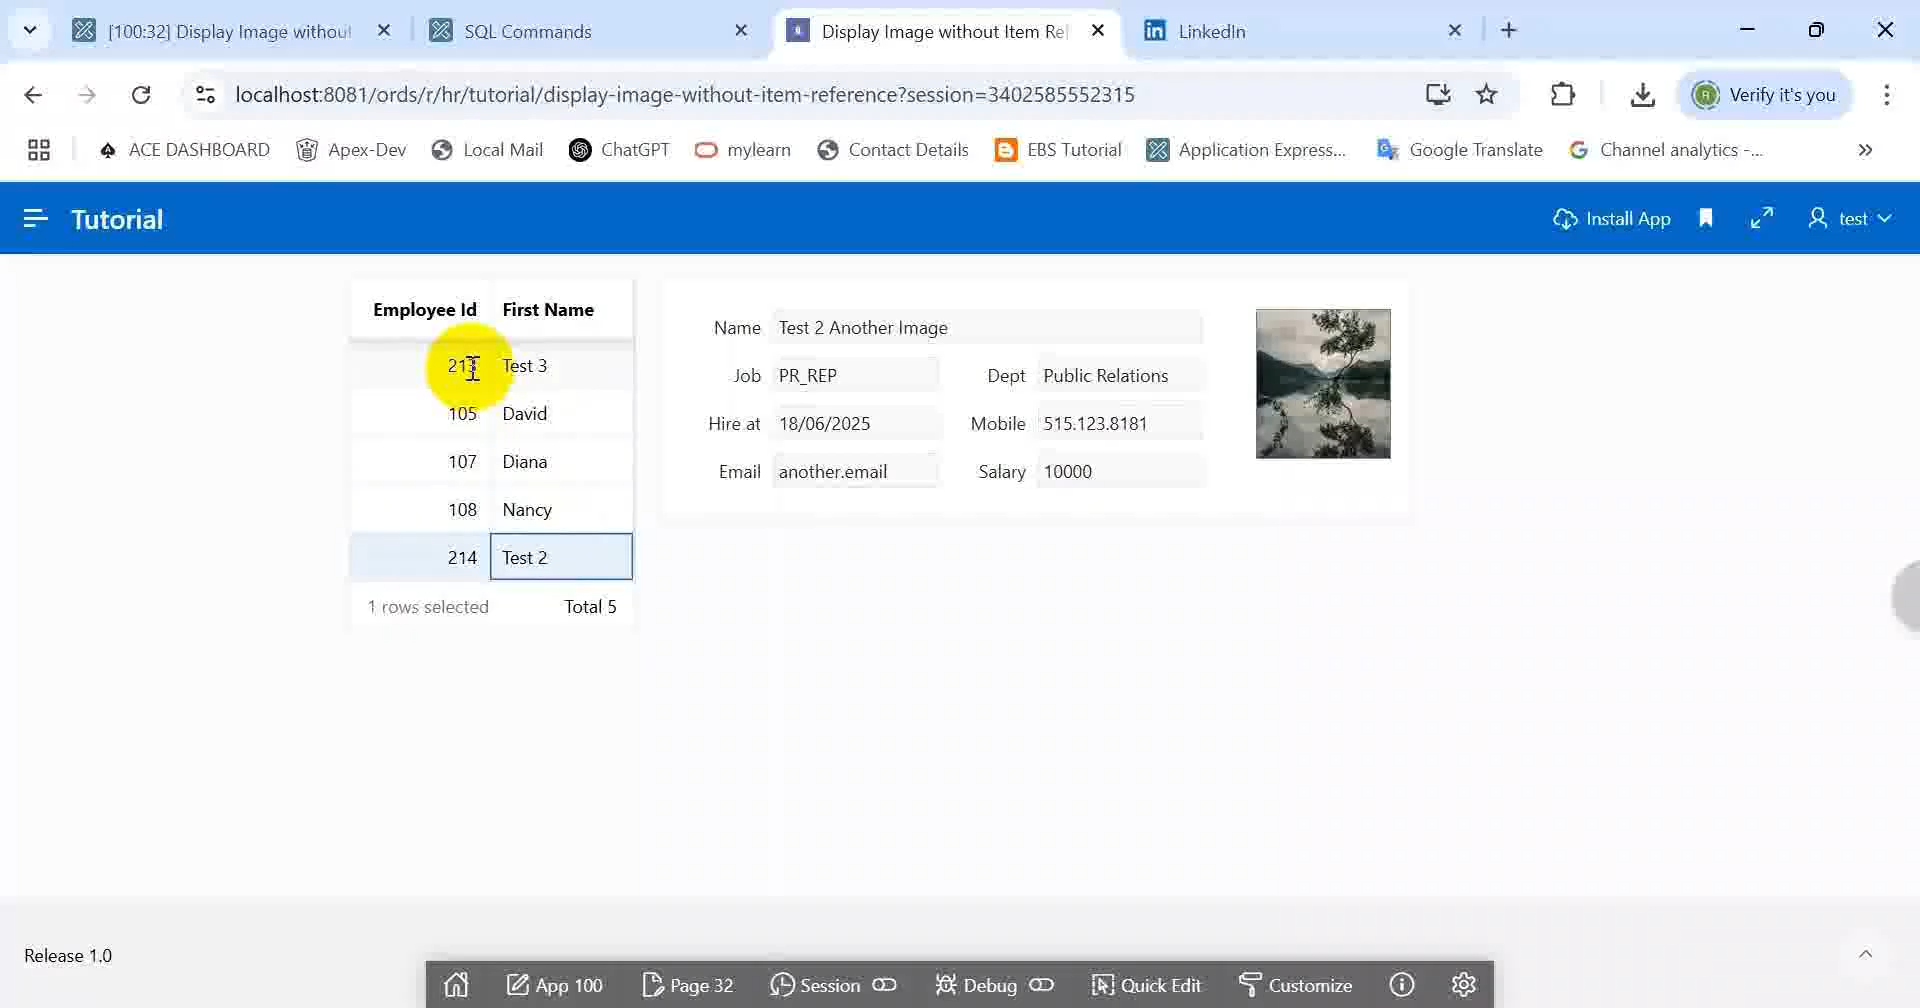 [100:32] Display Image withou
SQL Commands
Display Image without Item Re
LinkedIn
localhost:8081/ords/r/hr/tutorial/display-image-without-item-reference?session=3402585552315
Verify it's you
ACE DASHBOARD
Apex-Dev
Local Mail
ChatGPT
mylearn
Contact Details
EBS Tutorial
Application Express...
Google Translate
Channel analytics -...
Tutorial
Install App
test
Employee Id First Name
213 Test 3
105 David
107 Diana
108 Nancy
214 Test 2
1 rows selected Total 5
Name Test 2 Another Image
Job PR_REP Dept Public Relations
Hire at 18/06/2025 Mobile 515.123.8181
Email another.email Salary 10000
Release 1.0
App 100
Page 32
Session
Debug
Quick Edit
Customize